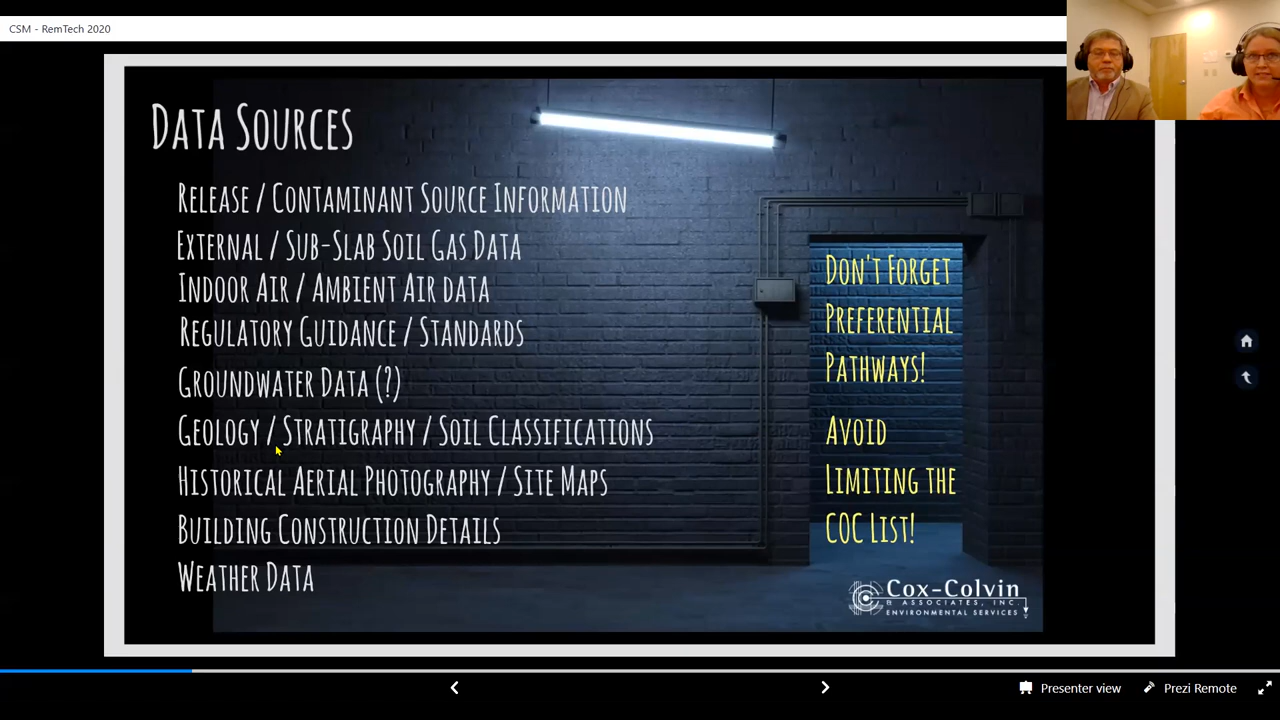 CSM - RemTech 2020
DATA SOURCES
RELEASE / CONTAMINANT SOURCE INFORMATION
EXTERNAL / SUB-SLAB SOIL GAS DATA
INDOOR AIR / AMBIENT AIR DATA
REGULATORY GUIDANCE / STANDARDS
GROUNDWATER DATA (?)
GEOLOGY / STRATIGRAPHY / SOIL CLASSIFICATIONS
HISTORICAL AERIAL PHOTOGRAPHY / SITE MAPS
BUILDING CONSTRUCTION DETAILS
WEATHER DATA
DON'T FORGET
PREFERENTIAL
PATHWAYS!
AVOID
LIMITING THE
COC LIST!
Cox-Colvin
& ASSOCIATES, INC.
ENVIRONMENTAL SERVICES
Presenter view
Prezi Remote